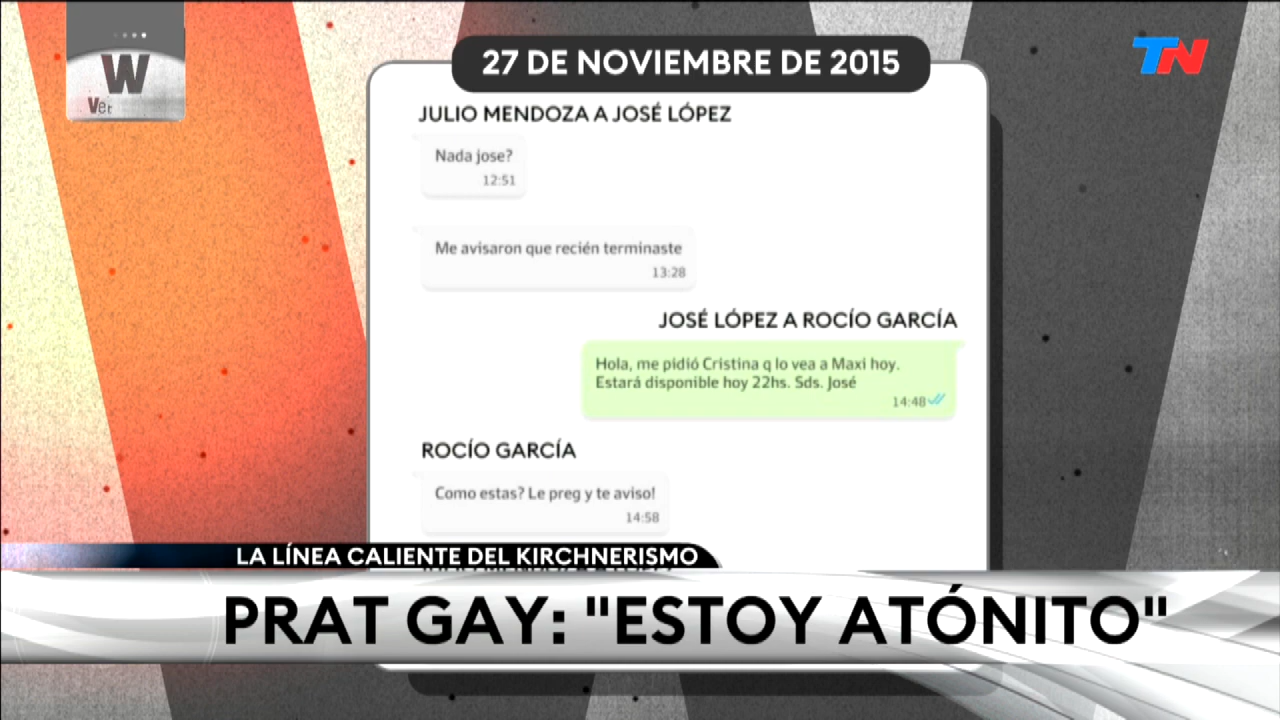 W
Ver
27 DE NOVIEMBRE DE 2015
TN
JULIO MENDOZA A JOSÉ LÓPEZ
Nada jose?
12:51
Me avisaron que recién terminaste
13:28
JOSÉ LÓPEZ A ROCÍO GARCÍA
Hola, me pidió Cristina q lo vea a Maxi hoy.
Estará disponible hoy 22hs. Sds. José
14:48
ROCÍO GARCÍA
Como estas? Le preg y te aviso!
14:58
LA LÍNEA CALIENTE DEL KIRCHNERISMO
PRAT GAY: "ESTOY ATÓNITO"